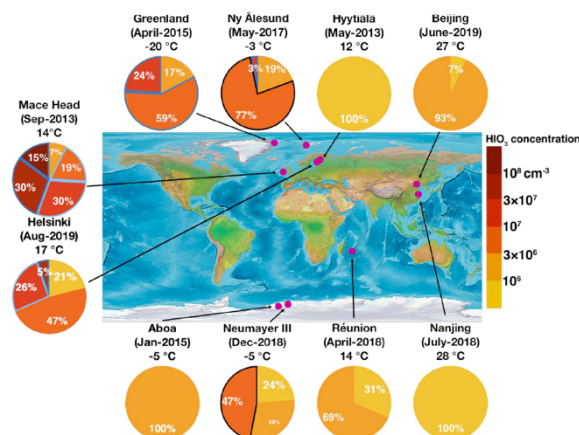 Greenland
(April-2015)
-20 °C
24%
17%
59%
Ny Ålesund
(May-2017)
-3 °C
3%
19%
77%
Hyytiälä
(May-2013)
12 °C
100%
Beijing
(June-2019)
27 °C
7%
93%
Mace Head
(Sep-2013)
14°C
15%
7%
19%
30%
30%
Helsinki
(Aug-2019)
17 °C
5%
21%
26%
47%
HIO₃ concentration
10⁸ cm⁻³
3×10⁷
10⁷
3×10⁶
10⁶
Aboa
(Jan-2015)
-5 °C
100%
Neumayer III
(Dec-2018)
-5 °C
24%
47%
29%
Réunion
(April-2018)
14 °C
31%
69%
Nanjing
(July-2018)
28 °C
100%